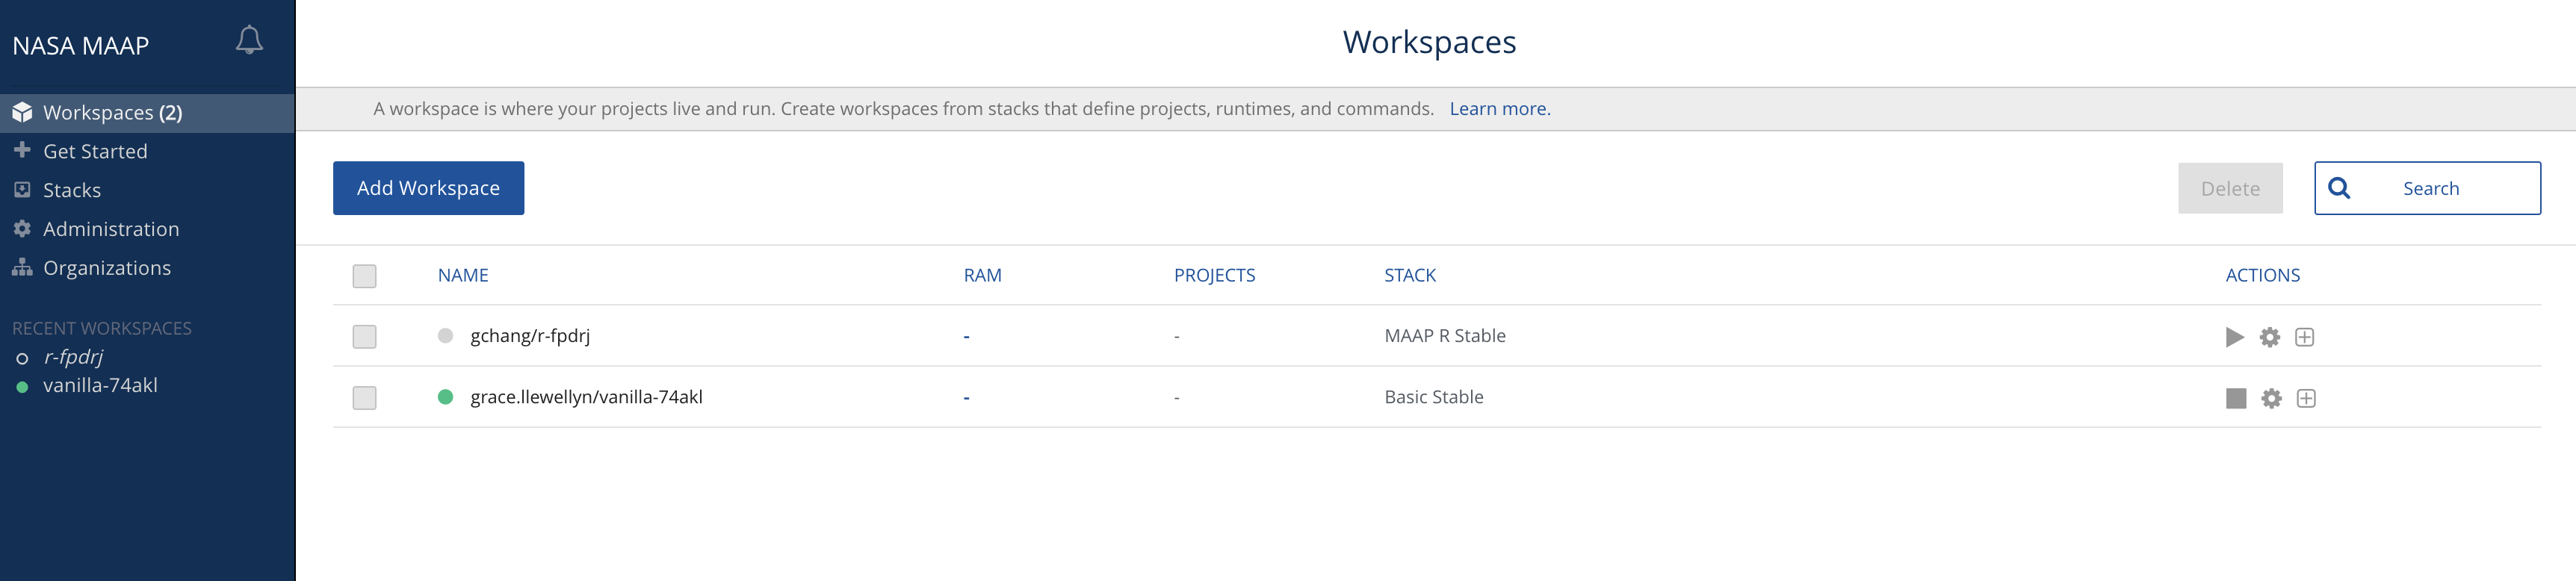 NASA MAAP
Workspaces (2)
Get Started
Stacks
Administration
Organizations
RECENT WORKSPACES
r-fpdrj
vanilla-74akl
Workspaces
A workspace is where your projects live and run. Create workspaces from stacks that define projects, runtimes, and commands. Learn more.
Add Workspace
Delete
Search
NAME RAM PROJECTS STACK ACTIONS
gchang/r-fpdrj - - MAAP R Stable
grace.llewellyn/vanilla-74akl - - Basic Stable